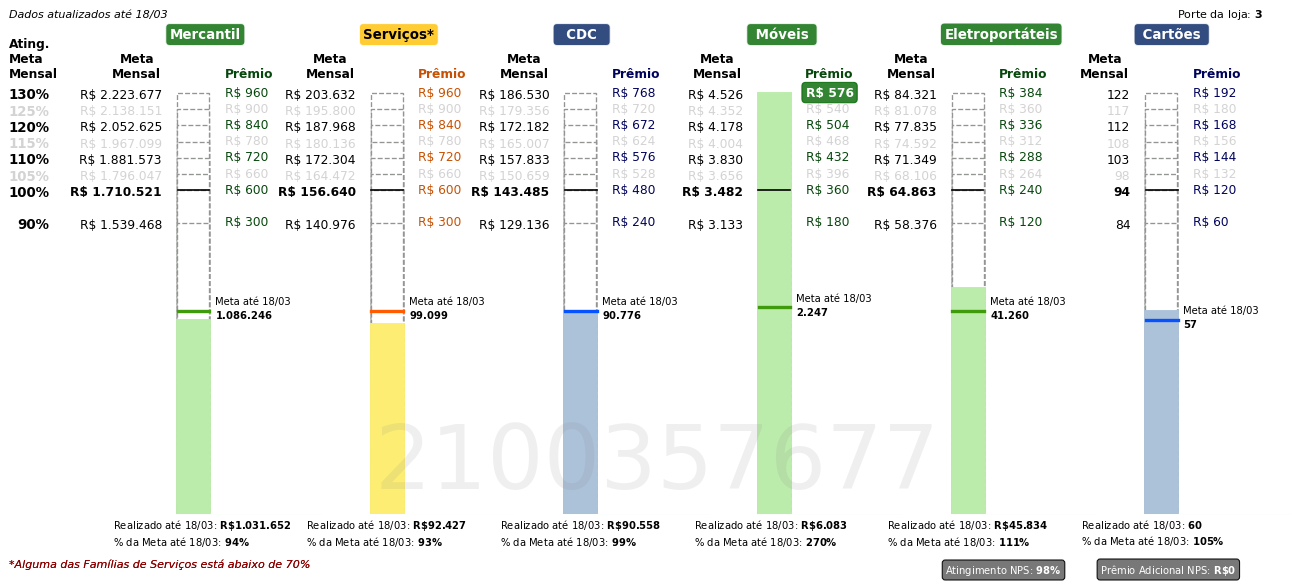 Dados atualizados até 18/03
Porte da loja: 3
Mercantil Serviços* CDC Móveis Eletroportáteis Cartões
Ating.
Meta Meta Meta Meta Meta Meta Meta
Mensal Mensal Prêmio Mensal Prêmio Mensal Prêmio Mensal Prêmio Mensal Prêmio Mensal Prêmio
130% R$ 2.223.677 R$ 960 R$ 203.632 R$ 960 R$ 186.530 R$ 768 R$ 4.526 R$ 576 R$ 84.321 R$ 384 122 R$ 192
125% R$ 2.138.151 R$ 900 R$ 195.800 R$ 900 R$ 179.356 R$ 720 R$ 4.352 R$ 540 R$ 81.078 R$ 360 117 R$ 180
120% R$ 2.052.625 R$ 840 R$ 187.968 R$ 840 R$ 172.182 R$ 672 R$ 4.178 R$ 504 R$ 77.835 R$ 336 112 R$ 168
115% R$ 1.967.099 R$ 780 R$ 180.136 R$ 780 R$ 165.007 R$ 624 R$ 4.004 R$ 468 R$ 74.592 R$ 312 108 R$ 156
110% R$ 1.881.573 R$ 720 R$ 172.304 R$ 720 R$ 157.833 R$ 576 R$ 3.830 R$ 432 R$ 71.349 R$ 288 103 R$ 144
105% R$ 1.796.047 R$ 660 R$ 164.472 R$ 660 R$ 150.659 R$ 528 R$ 3.656 R$ 396 R$ 68.106 R$ 264 98 R$ 132
100% R$ 1.710.521 R$ 600 R$ 156.640 R$ 600 R$ 143.485 R$ 480 R$ 3.482 R$ 360 R$ 64.863 R$ 240 94 R$ 120
90% R$ 1.539.468 R$ 300 R$ 140.976 R$ 300 R$ 129.136 R$ 240 R$ 3.133 R$ 180 R$ 58.376 R$ 120 84 R$ 60
Meta até 18/03 Meta até 18/03 Meta até 18/03 Meta até 18/03 Meta até 18/03 Meta até 18/03
1.086.246 99.099 90.776 2.247 41.260 57
2100357677
Realizado até 18/03: R$1.031.652 Realizado até 18/03: R$92.427 Realizado até 18/03: R$90.558 Realizado até 18/03: R$6.083 Realizado até 18/03: R$45.834 Realizado até 18/03: 60
% da Meta até 18/03: 94% % da Meta até 18/03: 93% % da Meta até 18/03: 99% % da Meta até 18/03: 270% % da Meta até 18/03: 111% % da Meta até 18/03: 105%
*Alguma das Famílias de Serviços está abaixo de 70%
Atingimento NPS: 98% Prêmio Adicional NPS: R$0